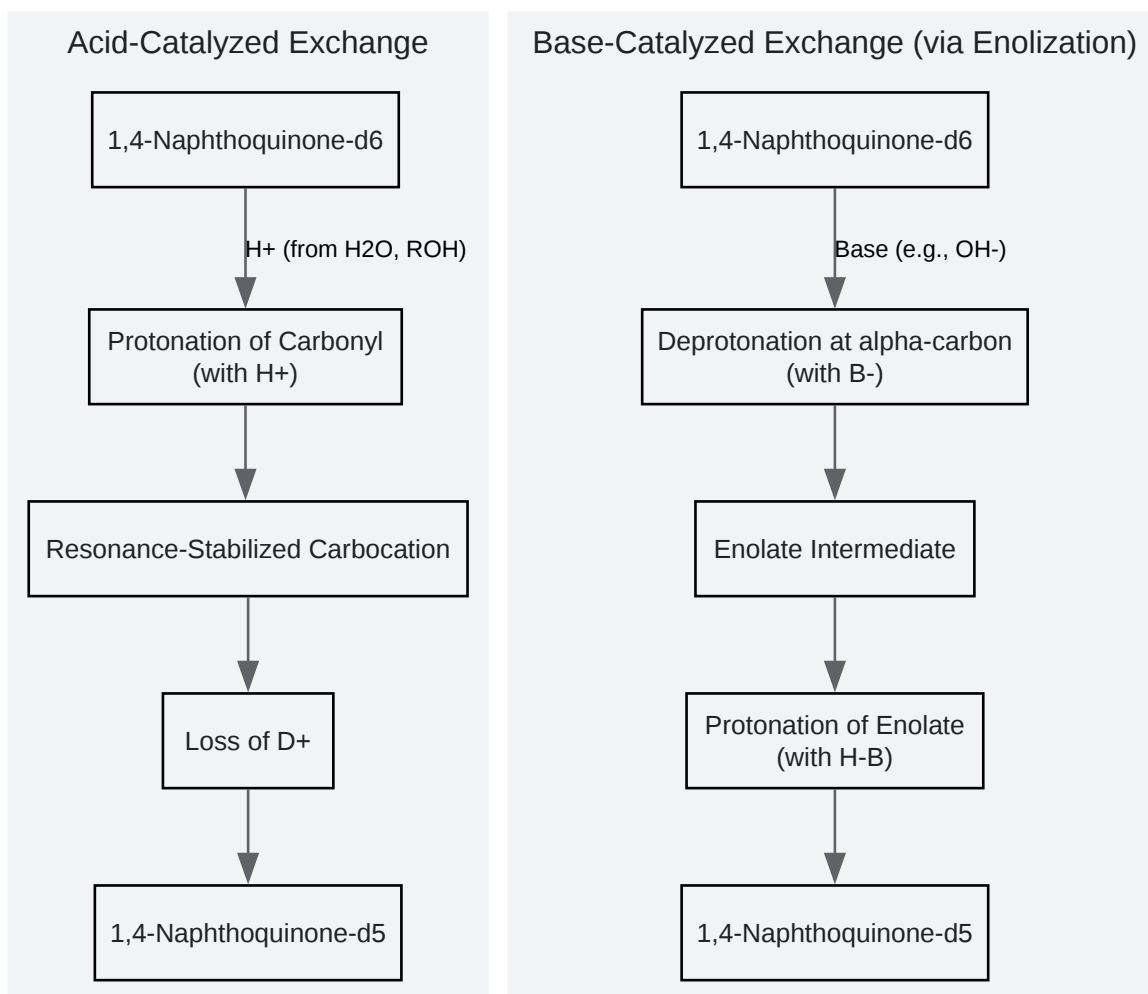 Acid-Catalyzed Exchange
1,4-Naphthoquinone-d6
H+ (from H2O, ROH)
Protonation of Carbonyl
(with H+)
Resonance-Stabilized Carbocation
Loss of D+
1,4-Naphthoquinone-d5
Base-Catalyzed Exchange (via Enolization)
1,4-Naphthoquinone-d6
Base (e.g., OH-)
Deprotonation at alpha-carbon
(with B-)
Enolate Intermediate
Protonation of Enolate
(with H-B)
1,4-Naphthoquinone-d5